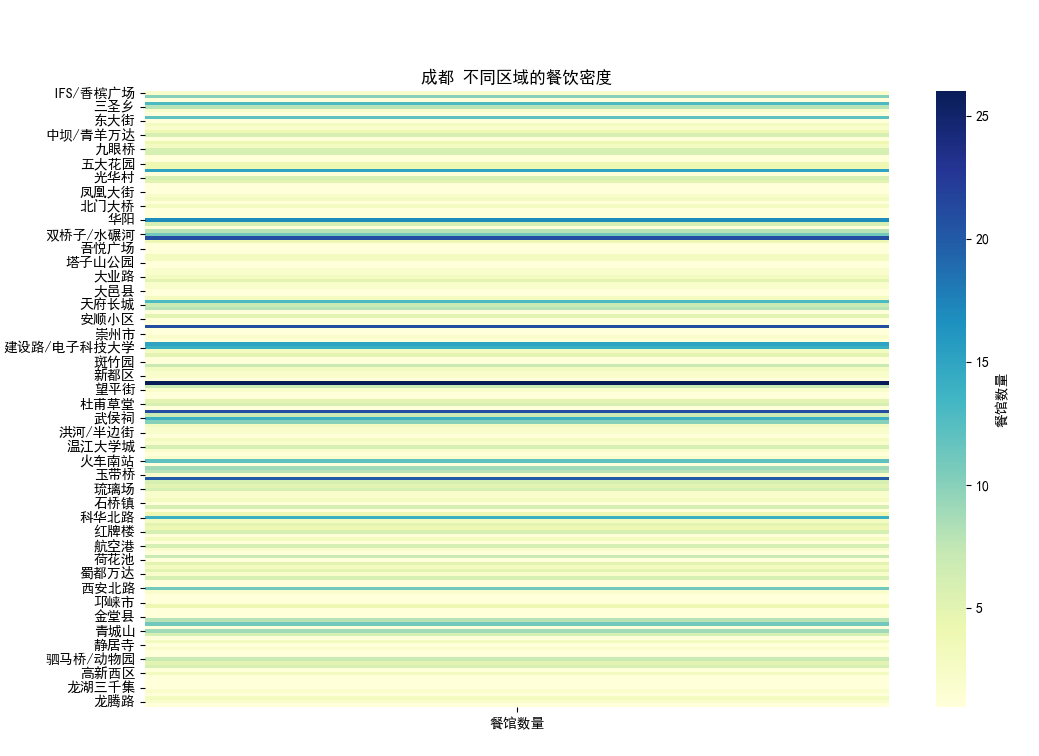 成都 不同区域的餐饮密度
IFS/香槟广场
三圣乡
东大街
中坝/青羊万达
九眼桥
五大花园
光华村
凤凰大街
北门大桥
华阳
双桥子/水碾河
吾悦广场
塔子山公园
大业路
大邑县
天府长城
安顺小区
崇州市
建设路/电子科技大学
斑竹园
新都区
望平街
杜甫草堂
武侯祠
洪河/半边街
温江大学城
火车南站
玉带桥
琉璃场
石桥镇
科华北路
红牌楼
航空港
荷花池
蜀都万达
西安北路
邛崃市
金堂县
青城山
静居寺
驷马桥/动物园
高新西区
龙湖三千集
龙腾路
餐馆数量
25
20
15
10
5
餐馆数量